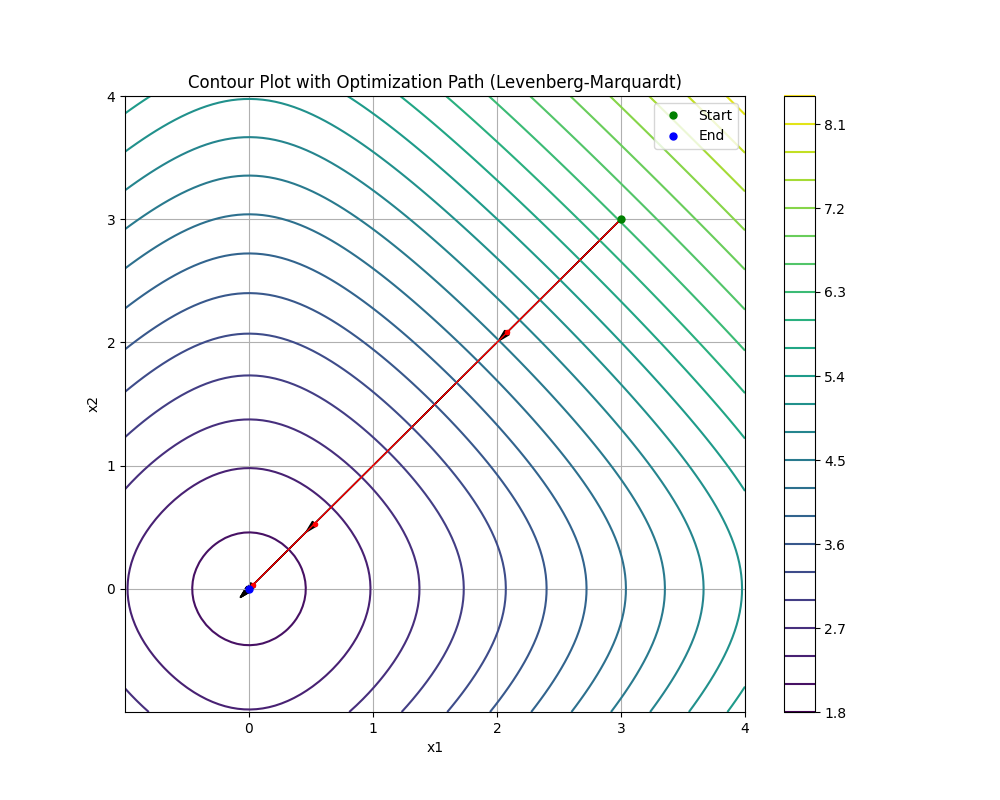 Contour Plot with Optimization Path (Levenberg-Marquardt)
Start
End
x2
4
3
2
1
0
0 1 2 3 4
x1
8.1
7.2
6.3
5.4
4.5
3.6
2.7
1.8